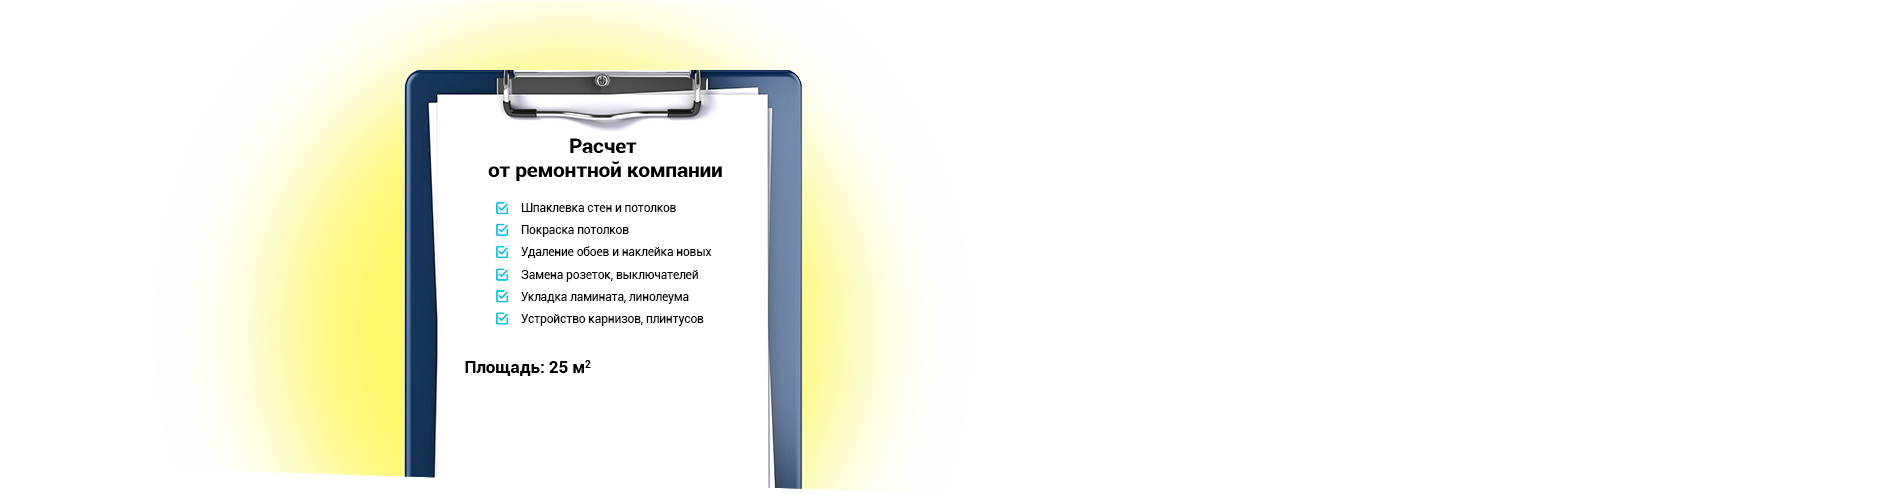 Расчет
от ремонтной компании
Шпаклевка стен и потолков
Покраска потолков
Удаление обоев и наклейка новых
Замена розеток, выключателей
Укладка ламината, линолеума
Устройство карнизов, плинтусов
Площадь: 25 м²